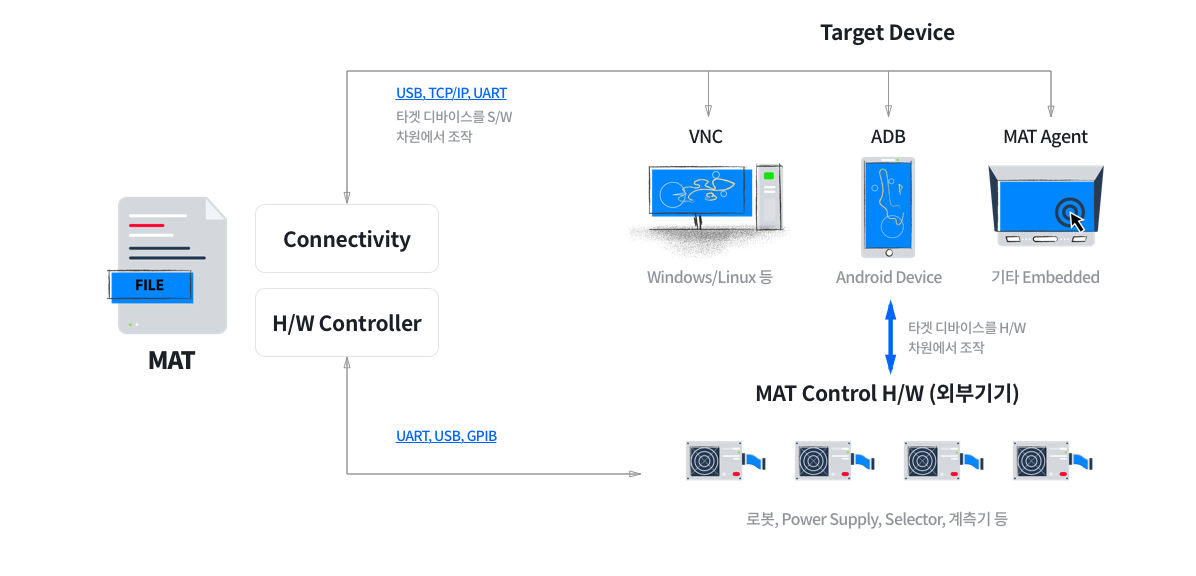 Target Device
USB, TCP/IP, UART
타겟 디바이스를 S/W
차원에서 조작
VNC
ADB
MAT Agent
Windows/Linux 등
Android Device
기타 Embedded
Connectivity
H/W Controller
FILE
MAT
타겟 디바이스를 H/W
차원에서 조작
MAT Control H/W (외부기기)
UART, USB, GPIB
로봇, Power Supply, Selector, 계측기 등